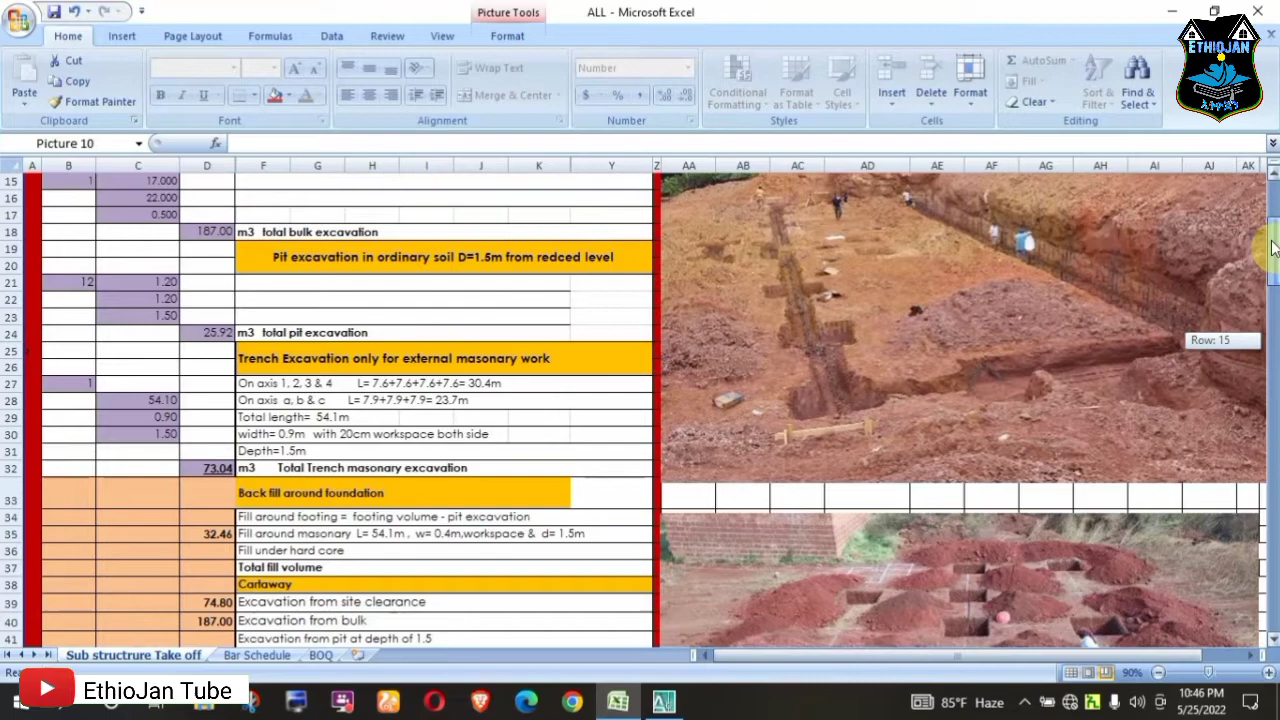 Picture Tools
ALL - Microsoft Excel
Home Insert Page Layout Formulas Data Review View Format
Paste
Cut
Copy
Format Painter
Wrap Text
Merge & Center
Number
Conditional Formatting
Format as Table
Cell Styles
Insert
Delete
Format
AutoSum
Fill
Clear
Sort & Filter
Find & Select
Clipboard Font Alignment Number Styles Cells Editing
ETHIOJAN
ኢትዮጃን
Picture 10
A B C D F G H I J K Y Z AA AB AC AD AE AF AG AH AI AJ AK
15 1 17.000
16 22.000
17 0.500
18 187.00 m3 total bulk excavation
19
20 Pit excavation in ordinary soil D=1.5m from redced level
21 12 1.20
22 1.20
23 1.50
24 25.92 m3 total pit excavation
25
26 Trench Excavation only for external masonary work
27 1 On axis 1, 2, 3 & 4 L= 7.6+7.6+7.6+7.6= 30.4m
28 54.10 On axis a, b & c L= 7.9+7.9+7.9= 23.7m
29 0.90 Total length= 54.1m
30 1.50 width= 0.9m with 20cm workspace both side
31 Depth=1.5m
32 73.04 m3 Total Trench masonary excavation
33 Back fill around foundation
34 Fill around footing = footing volume - pit excavation
35 32.46 Fill around masonary L= 54.1m , w= 0.4m,workspace & d= 1.5m
36 Fill under hard core
37 Total fill volume
38 Cartaway
39 74.80 Excavation from site clearance
40 187.00 Excavation from bulk
41 Excavation from pit at depth of 1.5
Row: 15
Sub structrure Take off Bar Schedule BOQ
90%
EthioJan Tube
85°F Haze
10:46 PM
5/25/2022